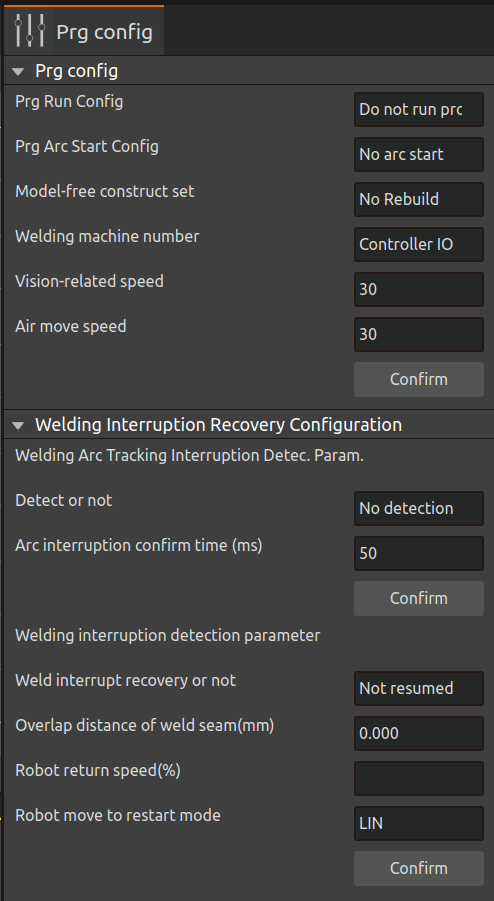 Prg config
Prg config
Prg Run Config Do not run prc
Prg Arc Start Config No arc start
Model-free construct set No Rebuild
Welding machine number Controller IO
Vision-related speed 30
Air move speed 30
Confirm
Welding Interruption Recovery Configuration
Welding Arc Tracking Interruption Detec. Param.
Detect or not No detection
Arc interruption confirm time (ms) 50
Confirm
Welding interruption detection parameter
Weld interrupt recovery or not Not resumed
Overlap distance of weld seam(mm) 0.000
Robot return speed(%)
Robot move to restart mode LIN
Confirm